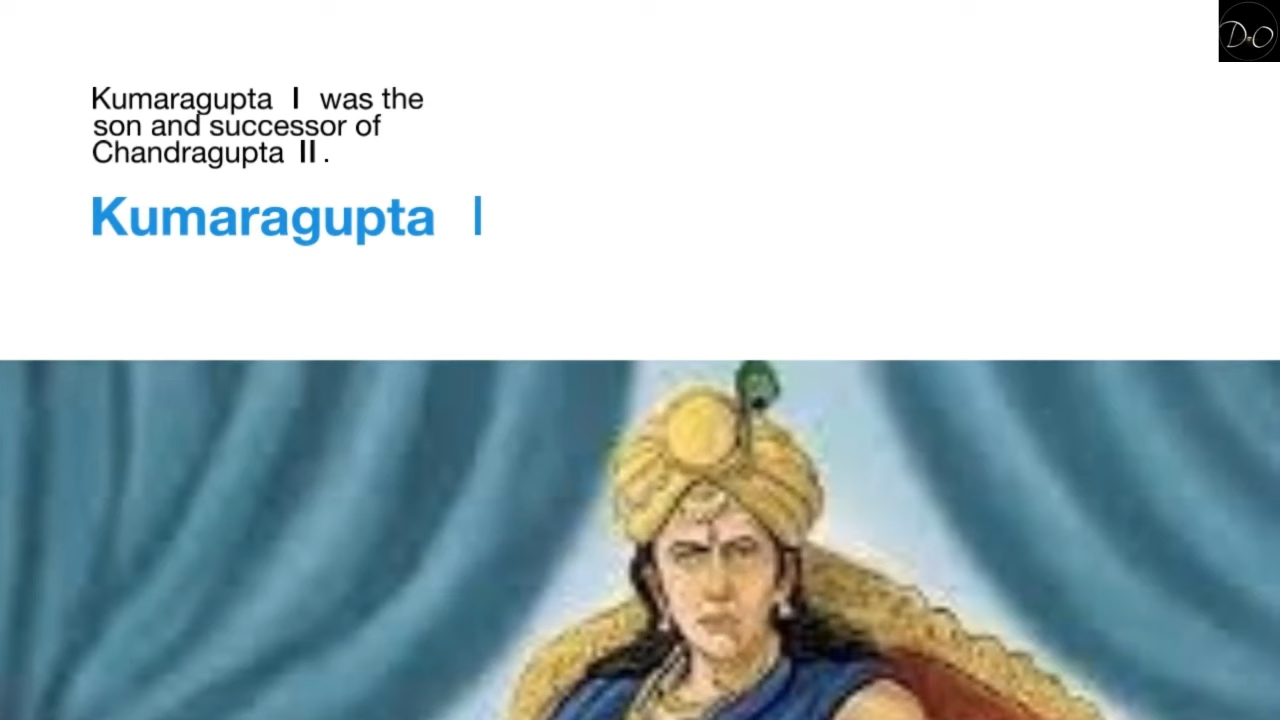 Kumaragupta I was the
son and successor of
Chandragupta II.
Kumaragupta I
D&O